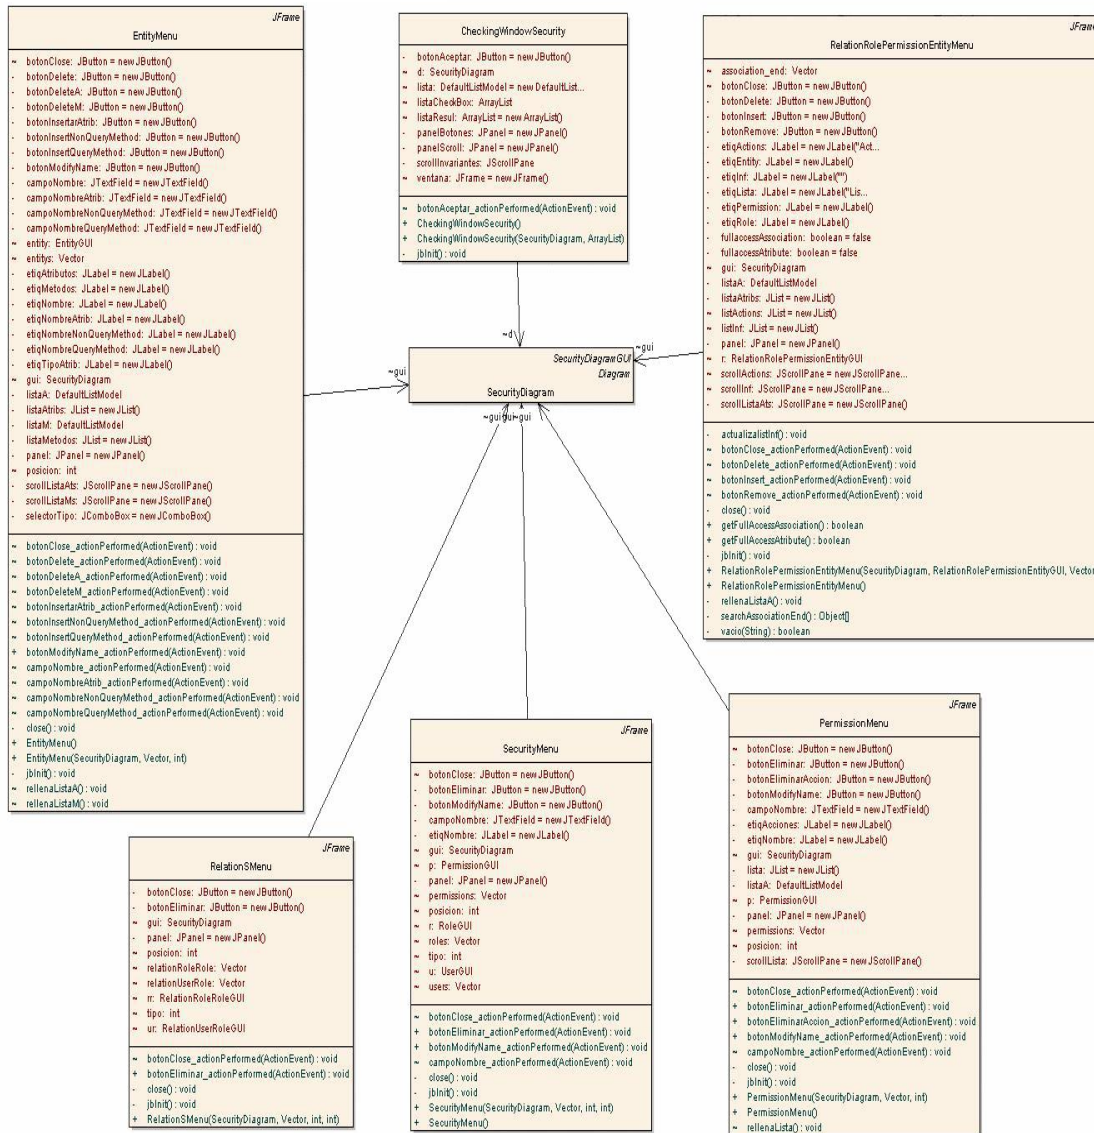 JFrame
EntityMenu
~ botonClose: JButton = new JButton()
- botonDelete: JButton = new JButton()
- botonDeleteA: JButton = new JButton()
- botonDeleteM: JButton = new JButton()
- botonInsertarAtrib: JButton = new JButton()
- botonInsertNonQueryMethod: JButton = new JButton()
- botonInsertQueryMethod: JButton = new JButton()
- botonModifyName: JButton = new JButton()
- campoNombre: JTextField = new JTextField()
- campoNombreAtrib: JTextField = new JTextField()
- campoNombreNonQueryMethod: JTextField = new JTextField()
- campoNombreQueryMethod: JTextField = new JTextField()
~ entity: EntityGUI
~ entitys: Vector
- etiqAtributos: JLabel = new JLabel()
- etiqMetodos: JLabel = new JLabel()
- etiqNombre: JLabel = new JLabel()
- etiqNombreAtrib: JLabel = new JLabel()
- etiqNombreNonQueryMethod: JLabel = new JLabel()
- etiqNombreQueryMethod: JLabel = new JLabel()
- etiqTipoAtrib: JLabel = new JLabel()
~ gui: SecurityDiagram
- listaA: DefaultListModel
- listaAtribs: JList = new JList()
- listaM: DefaultListModel
- listaMetodos: JList = new JList()
- panel: JPanel = new JPanel()
~ posicion: int
- scrollListaAts: JScrollPane = new JScrollPane()
- scrollListaMs: JScrollPane = new JScrollPane()
- selectorTipo: JComboBox = new JComboBox()
~ botonClose_actionPerformed(ActionEvent) : void
~ botonDelete_actionPerformed(ActionEvent) : void
~ botonDeleteA_actionPerformed(ActionEvent) : void
~ botonDeleteM_actionPerformed(ActionEvent) : void
~ botonInsertarAtrib_actionPerformed(ActionEvent) : void
~ botonInsertNonQueryMethod_actionPerformed(ActionEvent) : void
~ botonInsertQueryMethod_actionPerformed(ActionEvent) : void
+ botonModifyName_actionPerformed(ActionEvent) : void
~ campoNombre_actionPerformed(ActionEvent) : void
~ campoNombreAtrib_actionPerformed(ActionEvent) : void
~ campoNombreNonQueryMethod_actionPerformed(ActionEvent) : void
~ campoNombreQueryMethod_actionPerformed(ActionEvent) : void
- close() : void
+ EntityMenu()
+ EntityMenu(SecurityDiagram, Vector, int)
- jbInit() : void
~ rellenaListaA() : void
~ rellenaListaM() : void
CheckingWindowSecurity
- botonAceptar: JButton = new JButton()
~ d: SecurityDiagram
~ lista: DefaultListModel = new DefaultList...
~ listaCheckBox: ArrayList
~ listaResul: ArrayList = new ArrayList()
- panelBotones: JPanel = new JPanel()
- panelScroll: JPanel = new JPanel()
- scrollInvariantes: JScrollPane
~ ventana: JFrame = new JFrame()
~ botonAceptar_actionPerformed(ActionEvent) : void
+ CheckingWindowSecurity()
+ CheckingWindowSecurity(SecurityDiagram, ArrayList)
- jbInit() : void
JFrame
RelationRolePermissionEntityMenu
~ association_end: Vector
~ botonClose: JButton = new JButton()
- botonDelete: JButton = new JButton()
- botonInsert: JButton = new JButton()
- botonRemove: JButton = new JButton()
- etiqActions: JLabel = new JLabel("Act...
- etiqEntity: JLabel = new JLabel()
- etiqInf: JLabel = new JLabel("")
- etiqLista: JLabel = new JLabel("Lis...
- etiqPermission: JLabel = new JLabel()
- etiqRole: JLabel = new JLabel()
- fullaccessAssociation: boolean = false
- fullaccessAtribute: boolean = false
~ gui: SecurityDiagram
- listaA: DefaultListModel
- listaAtribs: JList = new JList()
~ listActions: JList = new JList()
~ listInf: JList = new JList()
- panel: JPanel = new JPanel()
~ r: RelationRolePermissionEntityGUI
~ scrollActions: JScrollPane = new JScrollPane...
~ scrollInf: JScrollPane = new JScrollPane...
- scrollListaAts: JScrollPane = new JScrollPane()
- actualizalistInf() : void
~ botonClose_actionPerformed(ActionEvent) : void
~ botonDelete_actionPerformed(ActionEvent) : void
~ botonInsert_actionPerformed(ActionEvent) : void
~ botonRemove_actionPerformed(ActionEvent) : void
- close() : void
+ getFullAccessAssociation() : boolean
+ getFullAccessAtribute() : boolean
- jbInit() : void
+ RelationRolePermissionEntityMenu(SecurityDiagram, RelationRolePermissionEntityGUI, Vector
+ RelationRolePermissionEntityMenu()
- rellenaListaA() : void
- searchAssociationEnd() : Object[]
- vacio(String) : boolean
~d
~gui
~gui
SecurityDiagramGUI
Diagram
SecurityDiagram
~gui
~gui
JFrame
RelationSMenu
- botonClose: JButton = new JButton()
- botonEliminar: JButton = new JButton()
~ gui: SecurityDiagram
- panel: JPanel = new JPanel()
~ posicion: int
~ relationRoleRole: Vector
~ relationUserRole: Vector
~ rr: RelationRoleRoleGUI
~ tipo: int
~ ur: RelationUserRoleGUI
~ botonClose_actionPerformed(ActionEvent) : void
+ botonEliminar_actionPerformed(ActionEvent) : void
- close() : void
- jbInit() : void
+ RelationSMenu(SecurityDiagram, Vector, int, int)
JFrame
SecurityMenu
~ botonClose: JButton = new JButton()
- botonEliminar: JButton = new JButton()
- botonModifyName: JButton = new JButton()
~ campoNombre: JTextField = new JTextField()
- etiqNombre: JLabel = new JLabel()
~ gui: SecurityDiagram
~ p: PermissionGUI
- panel: JPanel = new JPanel()
~ permissions: Vector
~ posicion: int
~ r: RoleGUI
~ roles: Vector
~ tipo: int
~ u: UserGUI
~ users: Vector
~ botonClose_actionPerformed(ActionEvent) : void
+ botonEliminar_actionPerformed(ActionEvent) : void
+ botonModifyName_actionPerformed(ActionEvent) : void
~ campoNombre_actionPerformed(ActionEvent) : void
- close() : void
- jbInit() : void
+ SecurityMenu(SecurityDiagram, Vector, int, int)
+ SecurityMenu()
JFrame
PermissionMenu
~ botonClose: JButton = new JButton()
- botonEliminar: JButton = new JButton()
- botonEliminarAccion: JButton = new JButton()
- botonModifyName: JButton = new JButton()
~ campoNombre: JTextField = new JTextField()
- etiqAcciones: JLabel = new JLabel()
- etiqNombre: JLabel = new JLabel()
~ gui: SecurityDiagram
- lista: JList = new JList()
- listaA: DefaultListModel
~ p: PermissionGUI
- panel: JPanel = new JPanel()
~ permissions: Vector
~ posicion: int
- scrollLista: JScrollPane = new JScrollPane()
~ botonClose_actionPerformed(ActionEvent) : void
+ botonEliminar_actionPerformed(ActionEvent) : void
+ botonEliminarAccion_actionPerformed(ActionEvent) : void
+ botonModifyName_actionPerformed(ActionEvent) : void
~ campoNombre_actionPerformed(ActionEvent) : void
- close() : void
- jbInit() : void
+ PermissionMenu(SecurityDiagram, Vector, int)
+ PermissionMenu()
~ rellenaLista() : void